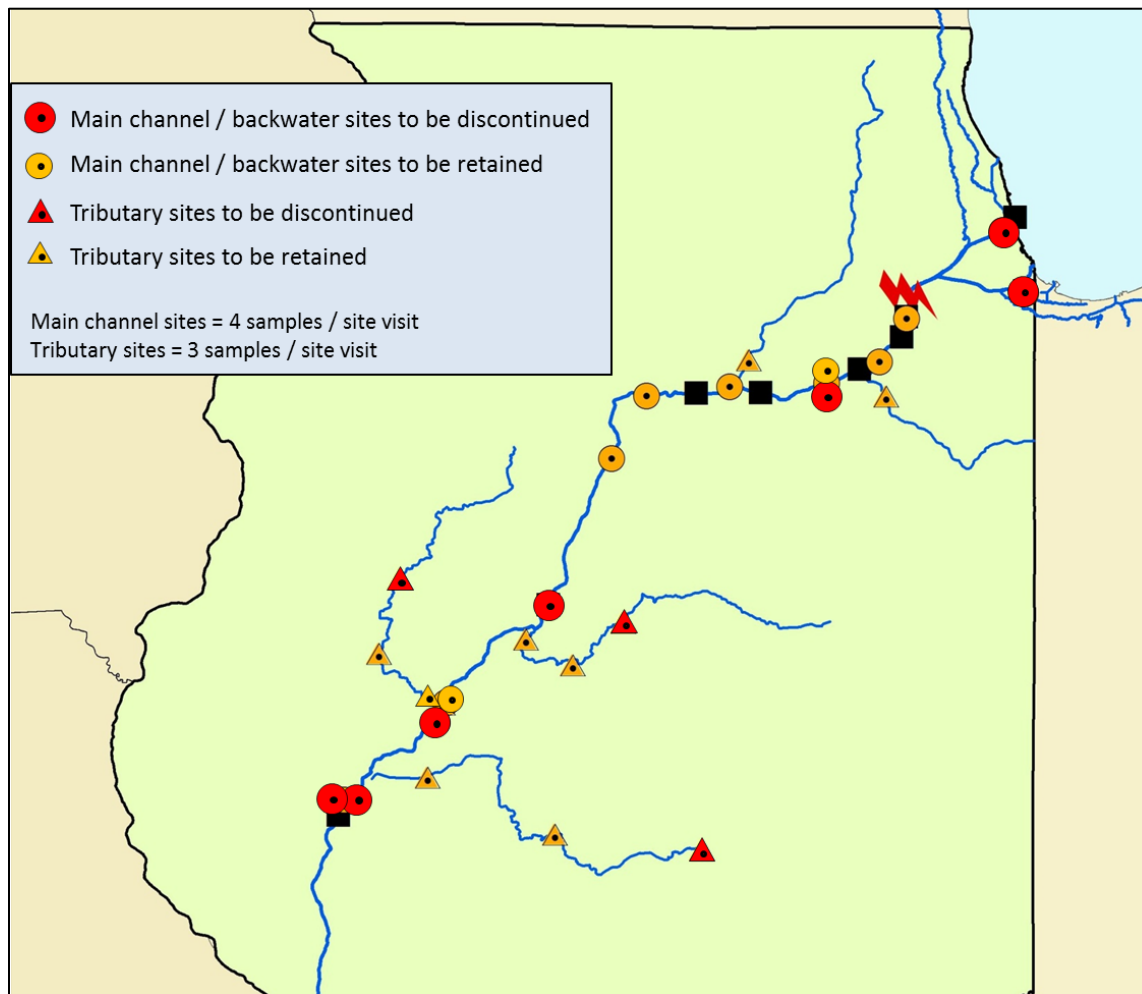 Main channel / backwater sites to be discontinued
Main channel / backwater sites to be retained
Tributary sites to be discontinued
Tributary sites to be retained
Main channel sites = 4 samples / site visit
Tributary sites = 3 samples / site visit